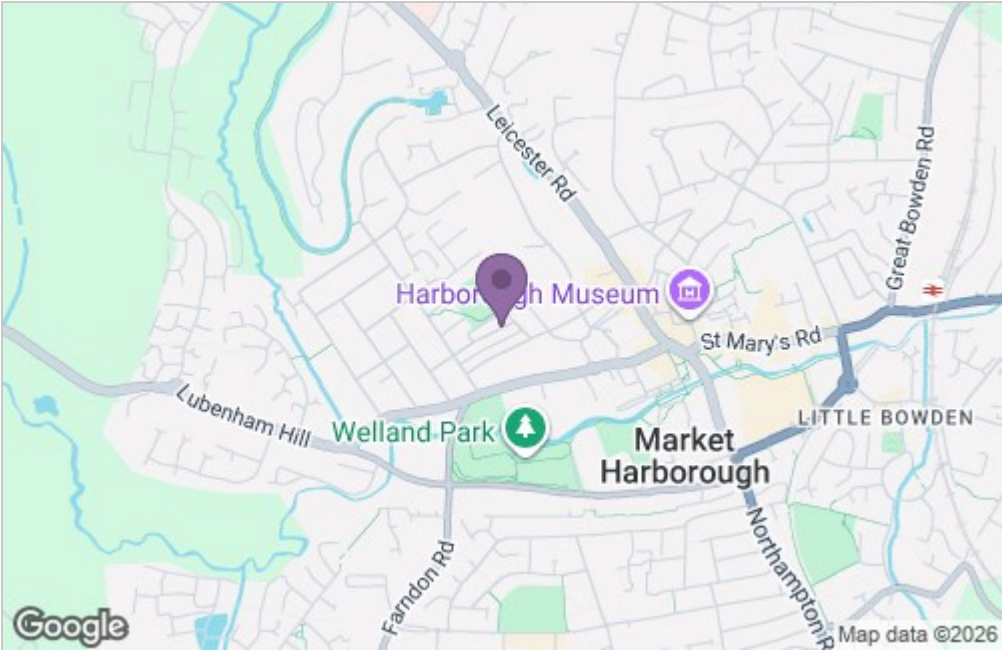 Leicester Rd
Great Bowden Rd
Harborough Museum
St Mary's Rd
Lubenham Hill
Welland Park
LITTLE BOWDEN
Market
Harborough
Farndon Rd
Northampton R
Google
Map data ©2026